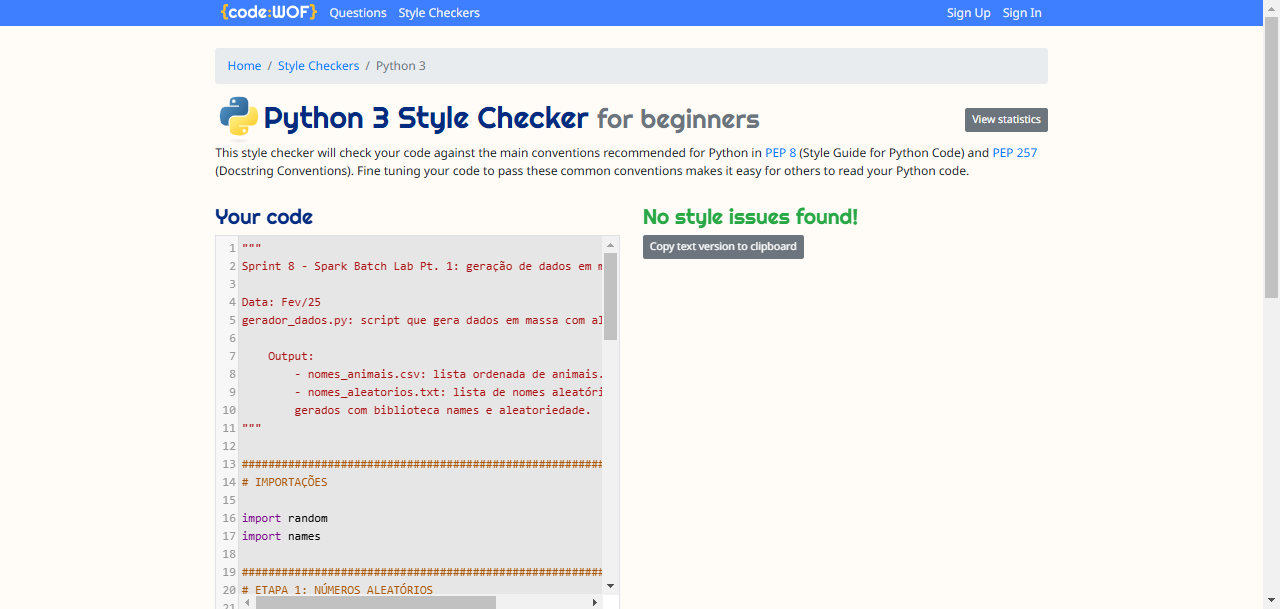 {code:WOF} Questions Style Checkers Sign Up Sign In
Home / Style Checkers / Python 3
Python 3 Style Checker for beginners
View statistics
This style checker will check your code against the main conventions recommended for Python in PEP 8 (Style Guide for Python Code) and PEP 257
(Docstring Conventions). Fine tuning your code to pass these common conventions makes it easy for others to read your Python code.
Your code
1 """
2 Sprint 8 - Spark Batch Lab Pt. 1: geração de dados em
3
4 Data: Fev/25
5 gerador_dados.py: script que gera dados em massa com
6
7 Output:
8 - nomes_animais.csv: lista ordenada de animais.
9 - nomes_aleatorios.txt: lista de nomes
10 gerados com biblioteca names e aleatoriedade.
11 """
12
13 #######################################################
14 # IMPORTAÇÕES
15
16 import random
17 import names
18
19 #######################################################
20 # ETAPA 1: NÚMEROS ALEATÓRIOS
21
No style issues found!
Copy text version to clipboard